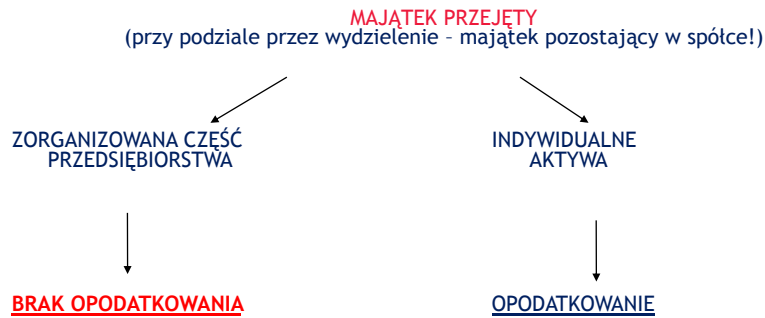 MAJĄTEK PRZEJĘTY
(przy podziale przez wydzielenie – majątek pozostający w spółce!)
ZORGANIZOWANA CZĘŚĆ
PRZEDSIĘBIORSTWA
INDYWIDUALNE
AKTYWA
BRAK OPODATKOWANIA
OPODATKOWANIE